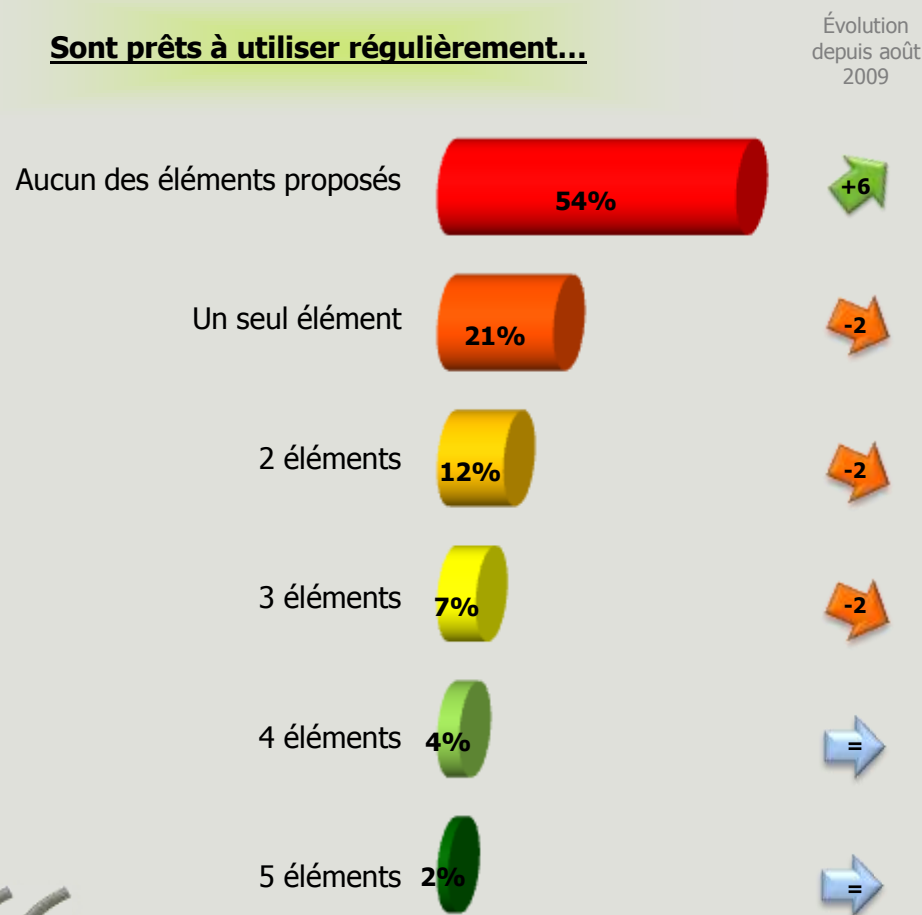 Sont prêts à utiliser régulièrement...
Évolution
depuis août
2009
Aucun des éléments proposés
54%
+6
Un seul élément
21%
-2
2 éléments
12%
-2
3 éléments
7%
-2
4 éléments
4%
=
5 éléments
2%
=